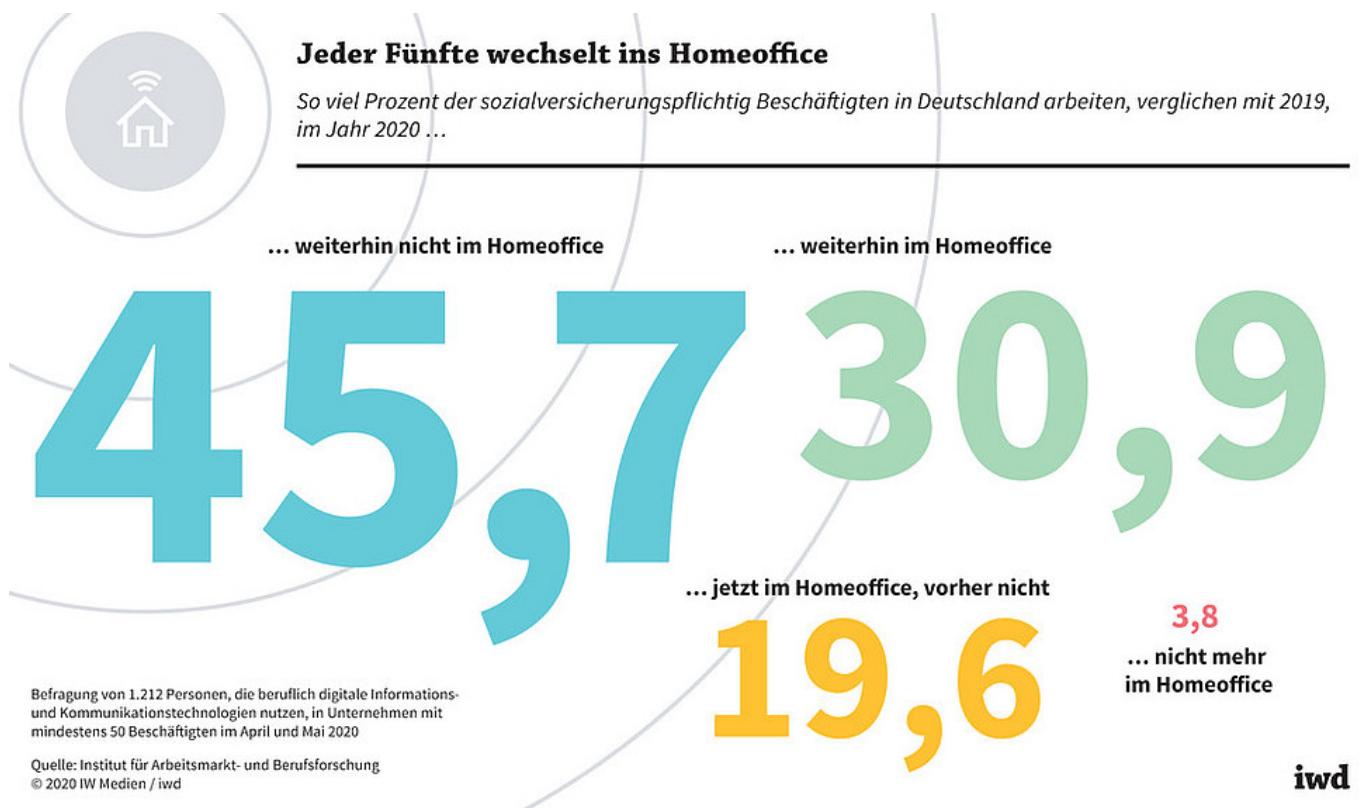 Jeder Fünfte wechselt ins Homeoffice
So viel Prozent der sozialversicherungspflichtig Beschäftigten in Deutschland arbeiten, verglichen mit 2019,
im Jahr 2020 …
… weiterhin nicht im Homeoffice
45,7
… weiterhin im Homeoffice
30,9
… jetzt im Homeoffice, vorher nicht
19,6
3,8
… nicht mehr
im Homeoffice
Befragung von 1.212 Personen, die beruflich digitale Informations-
und Kommunikationstechnologien nutzen, in Unternehmen mit
mindestens 50 Beschäftigten im April und Mai 2020
Quelle: Institut für Arbeitsmarkt- und Berufsforschung
© 2020 IW Medien / iwd
iwd